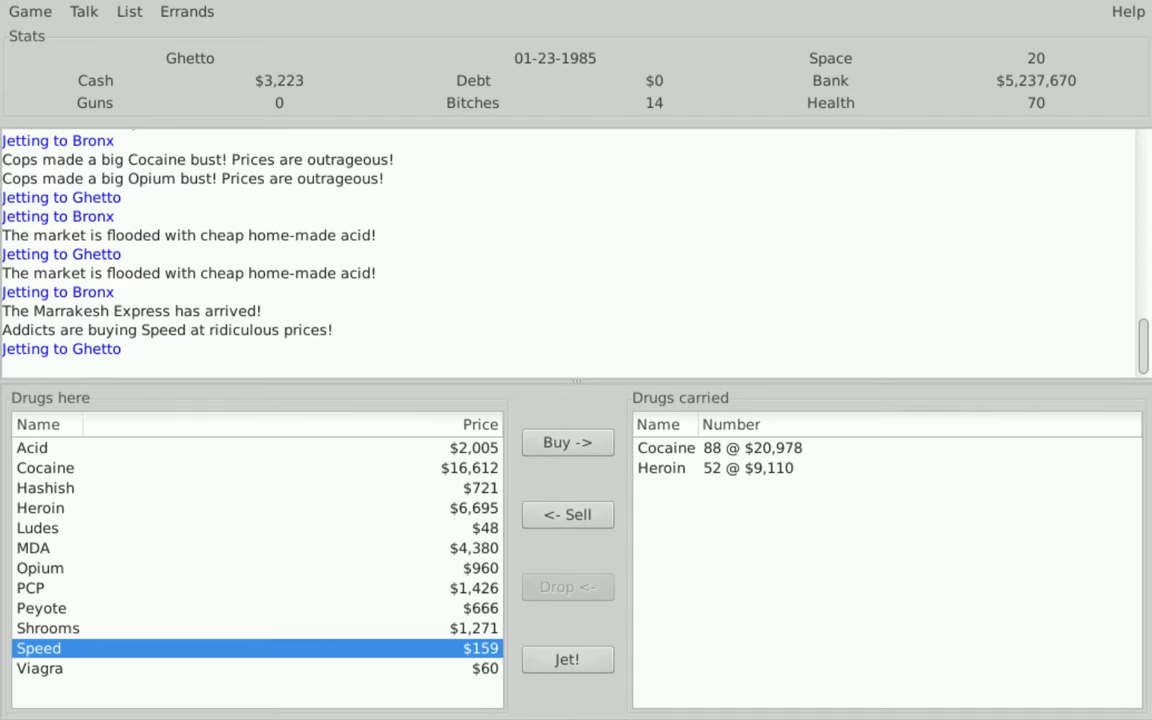 Game Talk List Errands Help
Stats
Ghetto 01-23-1985 Space 20
Cash $3,223 Debt $0 Bank $5,237,670
Guns 0 Bitches 14 Health 70
Jetting to Bronx
Cops made a big Cocaine bust! Prices are outrageous!
Cops made a big Opium bust! Prices are outrageous!
Jetting to Ghetto
Jetting to Bronx
The market is flooded with cheap home-made acid!
Jetting to Ghetto
The market is flooded with cheap home-made acid!
Jetting to Bronx
The Marrakesh Express has arrived!
Addicts are buying Speed at ridiculous prices!
Jetting to Ghetto
Drugs here
Name Price
Acid $2,005
Cocaine $16,612
Hashish $721
Heroin $6,695
Ludes $48
MDA $4,380
Opium $960
PCP $1,426
Peyote $666
Shrooms $1,271
Speed $159
Viagra $60
Buy ->
<- Sell
Drop <-
Jet!
Drugs carried
Name Number
Cocaine 88 @ $20,978
Heroin 52 @ $9,110